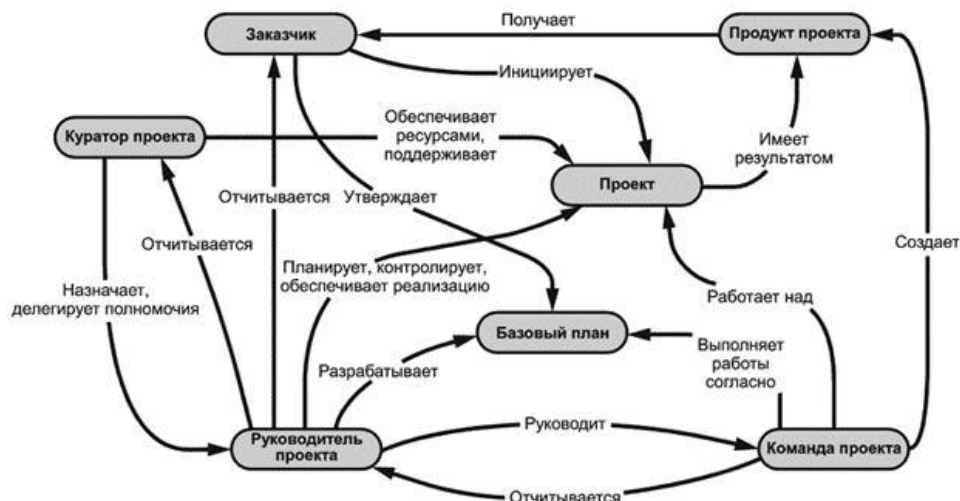 Получает
Заказчик
Продукт проекта
Инициирует
Обеспечивает
ресурсами,
поддерживает
Куратор проекта
Имеет
результатом
Проект
Отчитывается
Утверждает
Отчитывается
Создает
Планирует, контролирует,
обеспечивает реализацию
Назначает,
делегирует полномочия
Работает над
Базовый план
Выполняет
работы
согласно
Разрабатывает
Руководит
Руководитель
проекта
Команда проекта
Отчитывается